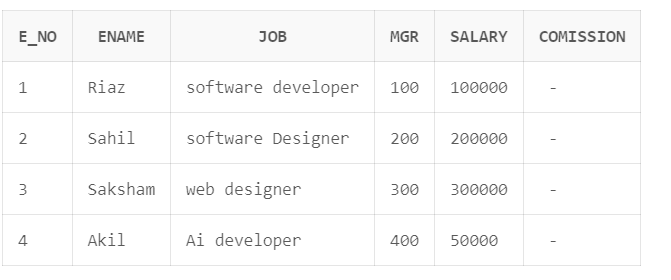 E_NO ENAME JOB MGR SALARY COMISSION
1 Riaz software developer 100 100000 -
2 Sahil software Designer 200 200000 -
3 Saksham web designer 300 300000 -
4 Akil Ai developer 400 50000 -